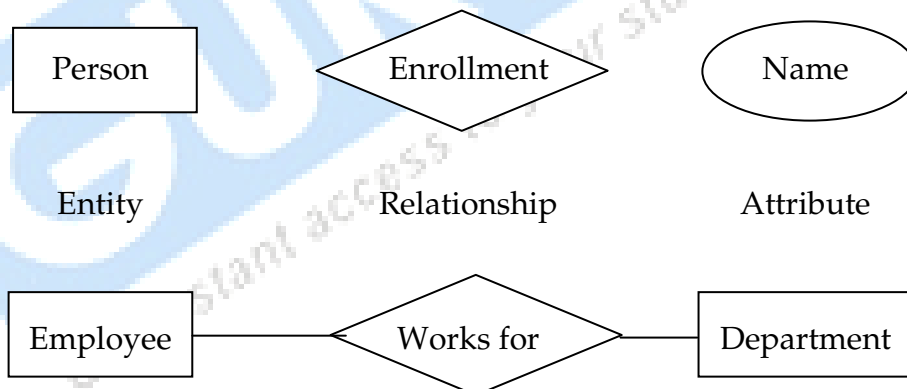 Person Enrollment Name
Entity Relationship Attribute
Employee Works for Department